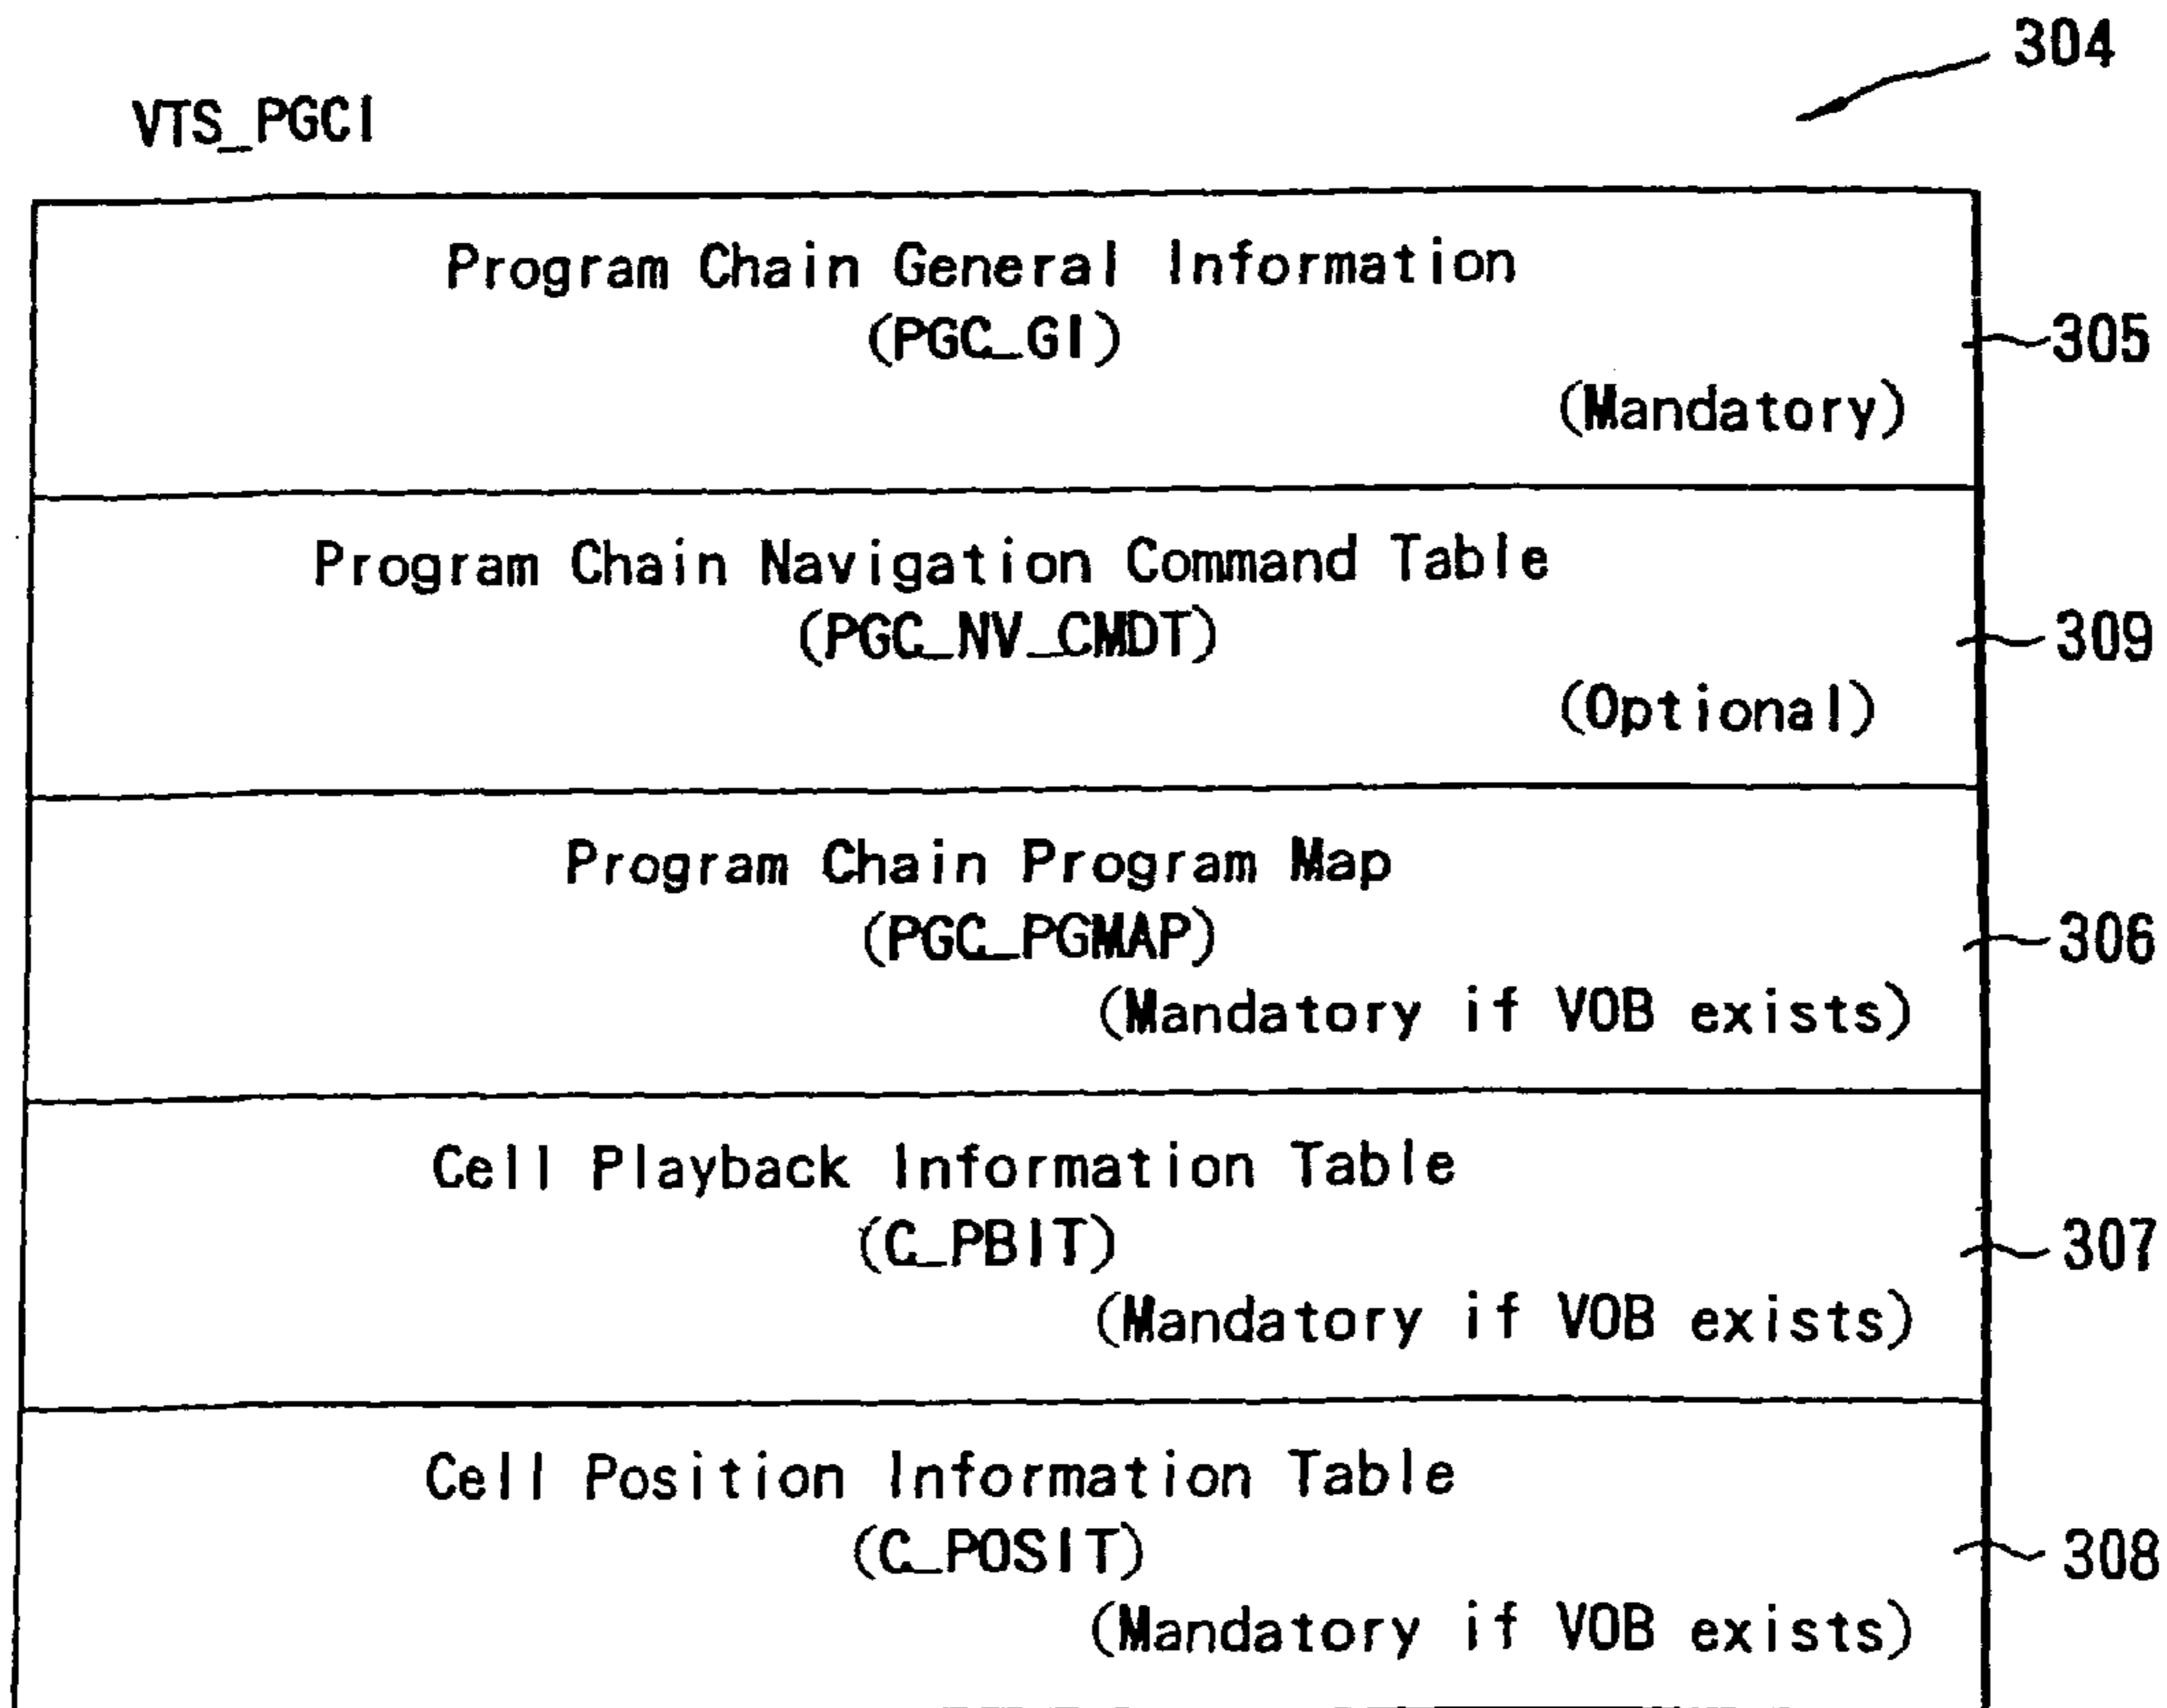 304
VTS_PGCI
Program Chain General Information
(PGC_GI)
305
(Mandatory)
Program Chain Navigation Command Table
(PGC_NV_CMDT)
309
(Optional)
Program Chain Program Map
(PGC_PGMAP)
306
(Mandatory if VOB exists)
Cell Playback Information Table
(C_PBIT)
307
(Mandatory if VOB exists)
Cell Position Information Table
(C_POSIT)
308
(Mandatory if VOB exists)